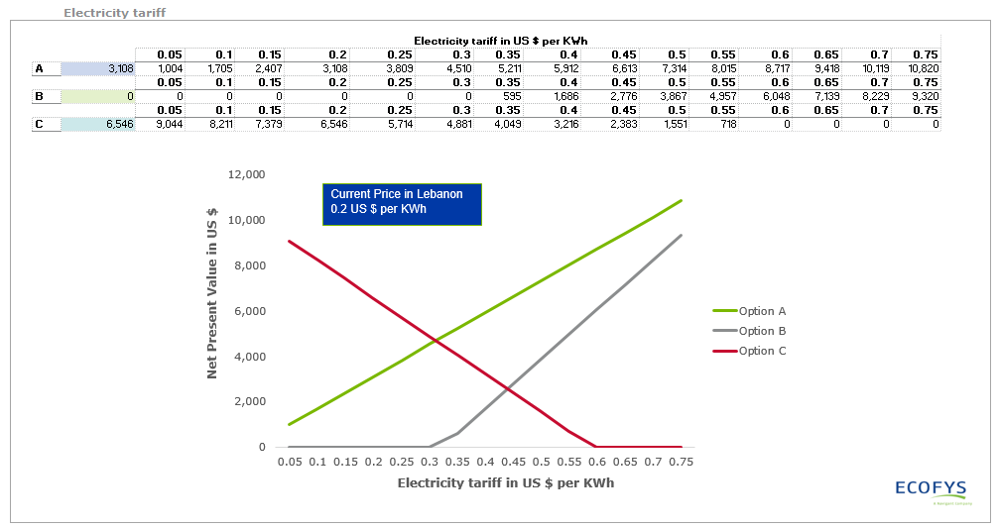 Electricity tariff
Electricity tariff in US $ per KWh
0.05 0.1 0.15 0.2 0.25 0.3 0.35 0.4 0.45 0.5 0.55 0.6 0.65 0.7 0.75
A 3,108 1,004 1,705 2,407 3,108 3,809 4,510 5,211 5,912 6,613 7,314 8,015 8,717 9,418 10,119 10,820
0.05 0.1 0.15 0.2 0.25 0.3 0.35 0.4 0.45 0.5 0.55 0.6 0.65 0.7 0.75
B 0 0 0 0 0 0 0 595 1,686 2,776 3,867 4,957 6,048 7,139 8,229 9,320
0.05 0.1 0.15 0.2 0.25 0.3 0.35 0.4 0.45 0.5 0.55 0.6 0.65 0.7 0.75
C 6,546 9,044 8,211 7,379 6,546 5,714 4,881 4,049 3,216 2,383 1,551 718 0 0 0 0
12,000
10,000
8,000
6,000
4,000
2,000
0
Net Present Value in US $
Current Price in Lebanon
0.2 US $ per KWh
0.05 0.1 0.15 0.2 0.25 0.3 0.35 0.4 0.45 0.5 0.55 0.6 0.65 0.7 0.75
Electricity tariff in US $ per KWh
Option A
Option B
Option C
ECOFYS
A Navigant company